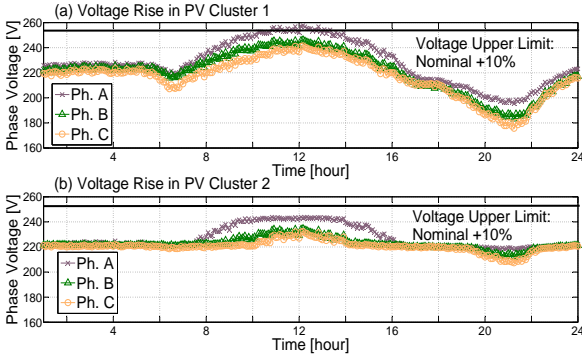 (a) Voltage Rise in PV Cluster 1
Phase Voltage [V]
260
240
220
200
180
160
Voltage Upper Limit:
Nominal +10%
Ph. A
Ph. B
Ph. C
4
8
12
16
20
24
Time [hour]
(b) Voltage Rise in PV Cluster 2
Phase Voltage [V]
260
240
220
200
180
160
Voltage Upper Limit:
Nominal +10%
Ph. A
Ph. B
Ph. C
4
8
12
16
20
24
Time [hour]